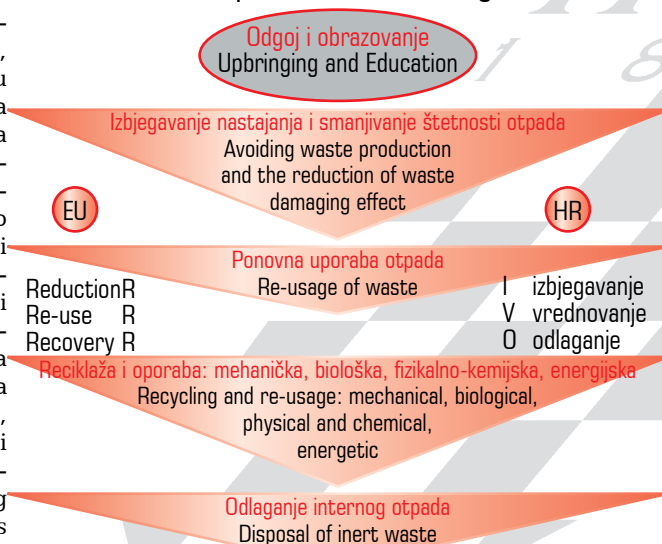 Odgoj i obrazovanje
Upbringing and Education
Izbjegavanje nastajanja i smanjivanje štetnosti otpada
Avoiding waste production
and the reduction of waste
damaging effect
EU
HR
Ponovna uporaba otpada
Re-usage of waste
Reduction R
Re-use R
Recovery R
I izbjegavanje
V vrednovanje
O odlaganje
Reciklaža i oporaba: mehanička, biološka, fizikalno-kemijska, energijska
Recycling and re-usage: mechanical, biological,
physical and chemical,
energetic
Odlaganje internog otpada
Disposal of inert waste